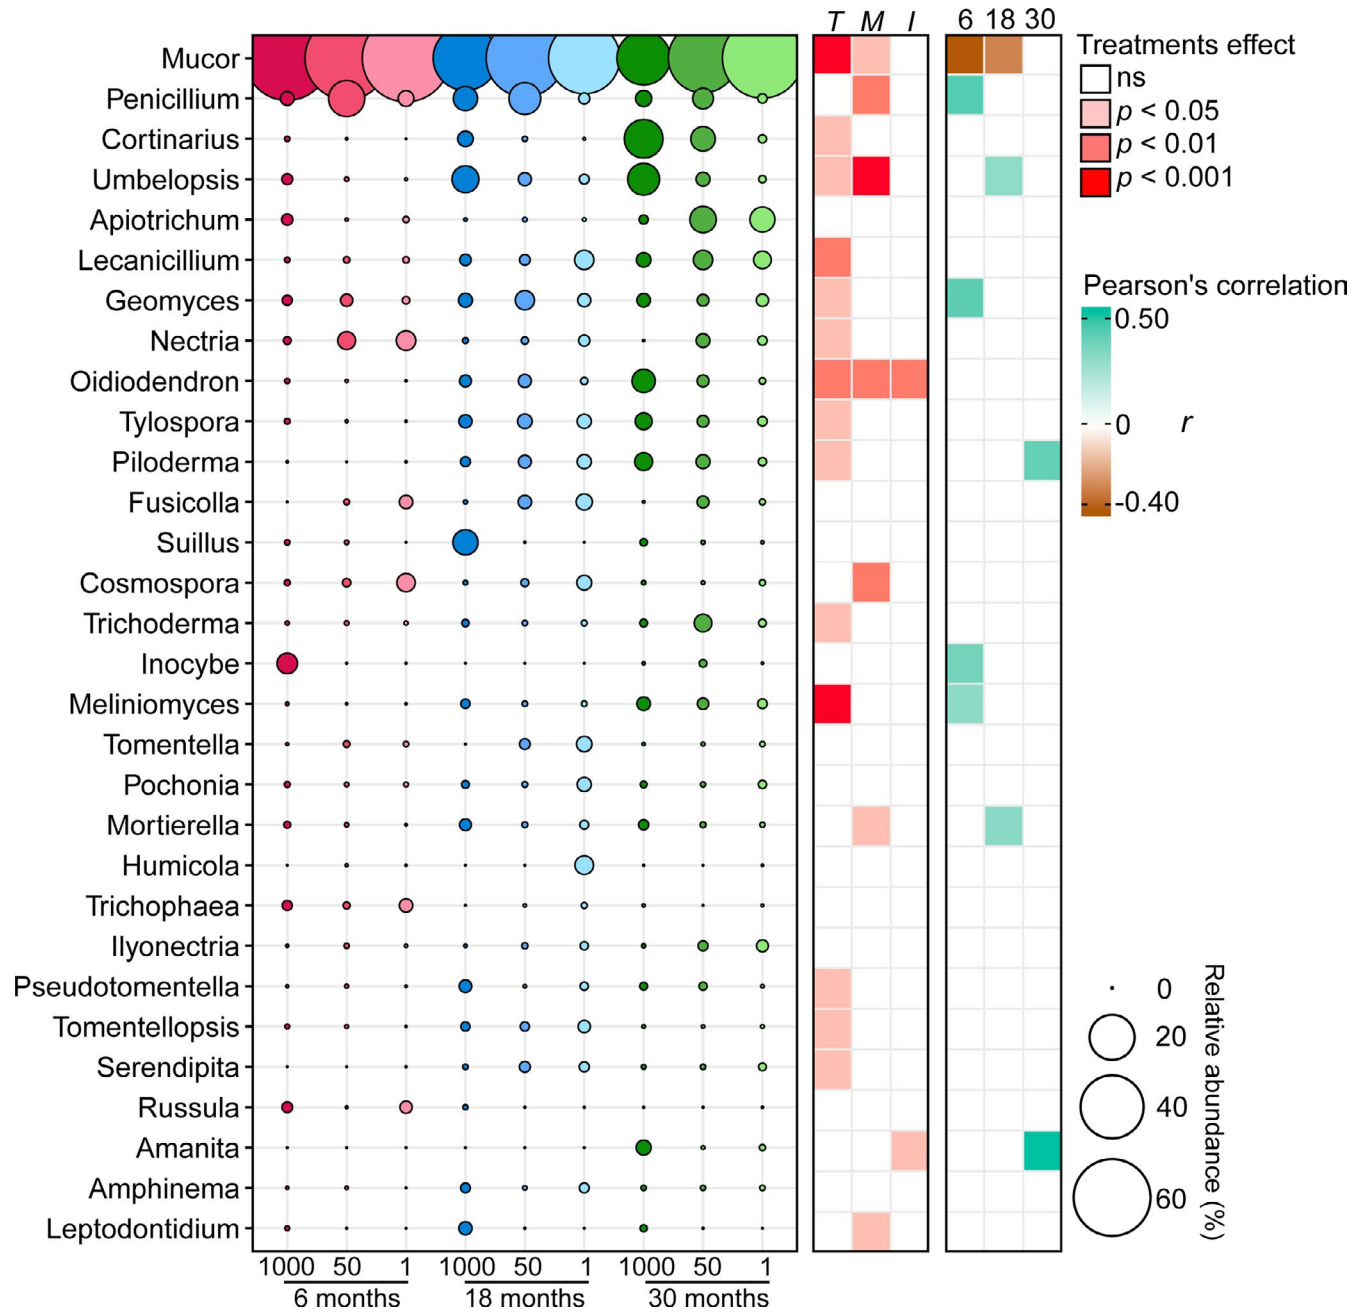 T M I 6 18 30
Mucor
Penicillium
Cortinarius
Umbelopsis
Apiotrichum
Lecanicillium
Geomyces
Nectria
Oidiodendron
Tylospora
Piloderma
Fusicolla
Suillus
Cosmospora
Trichoderma
Inocybe
Meliniomyces
Tomentella
Pochonia
Mortierella
Humicola
Trichophaea
Ilyonectria
Pseudotomentella
Tomentellopsis
Serendipita
Russula
Amanita
Amphinema
Leptodontidium
1000 50 1 1000 50 1 1000 50 1
6 months 18 months 30 months
Treatments effect
ns
p < 0.05
p < 0.01
p < 0.001
Pearson's correlation
0.50
0 r
-0.40
0
20
40
60
Relative abundance (%)